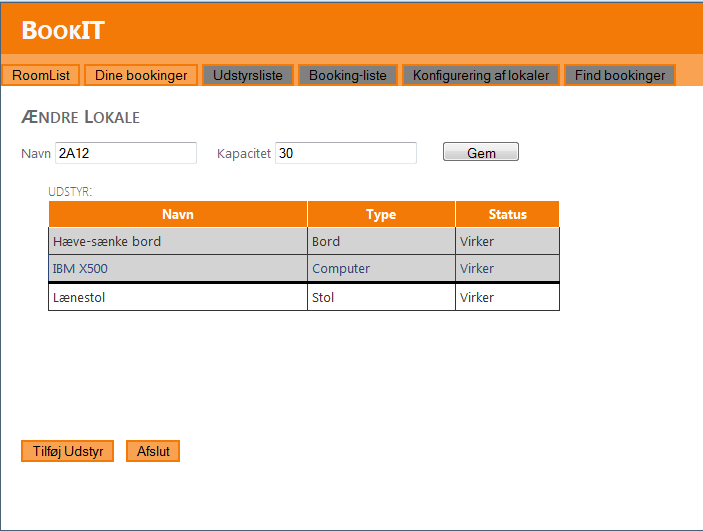 BookIT
RoomList Dine bookinger Udstyrsliste Booking-liste Konfigurering af lokaler Find bookinger
Ændre Lokale
Navn 2A12 Kapacitet 30 Gem
UDSTYR:
Navn Type Status
Hæve-sænke bord Bord Virker
IBM X500 Computer Virker
Lænestol Stol Virker
Tilføj Udstyr Afslut